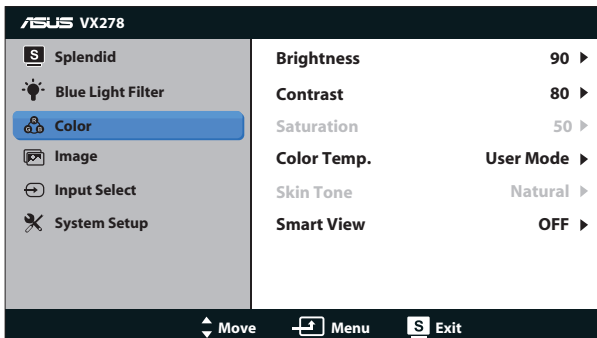 ASUS VX278
S Splendid
Blue Light Filter
R G B Color
Image
Input Select
System Setup
Brightness 90
Contrast 80
Saturation 50
Color Temp. User Mode
Skin Tone Natural
Smart View OFF
Move Menu S Exit